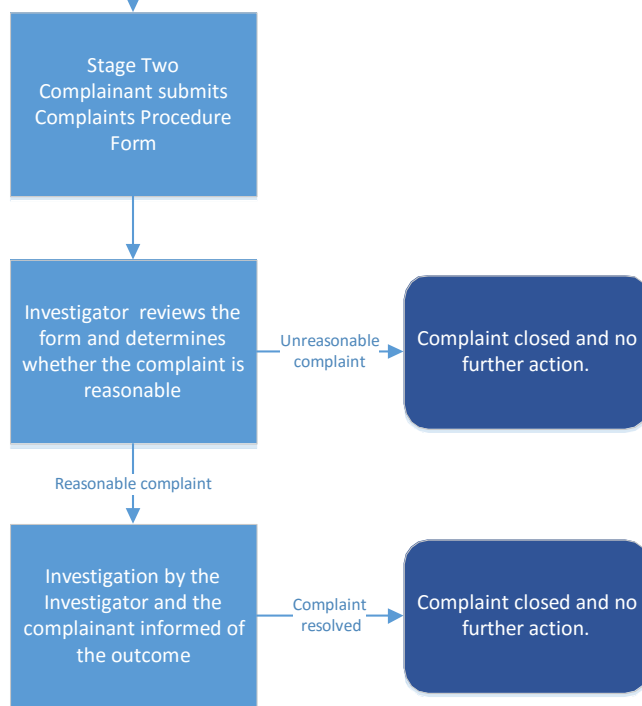 Stage Two
Complainant submits
Complaints Procedure
Form
Investigator reviews the
form and determines
whether the complaint is
reasonable
Unreasonable
complaint
Complaint closed and no
further action.
Reasonable complaint
Investigation by the
Investigator and the
complainant informed of
the outcome
Complaint
resolved
Complaint closed and no
further action.